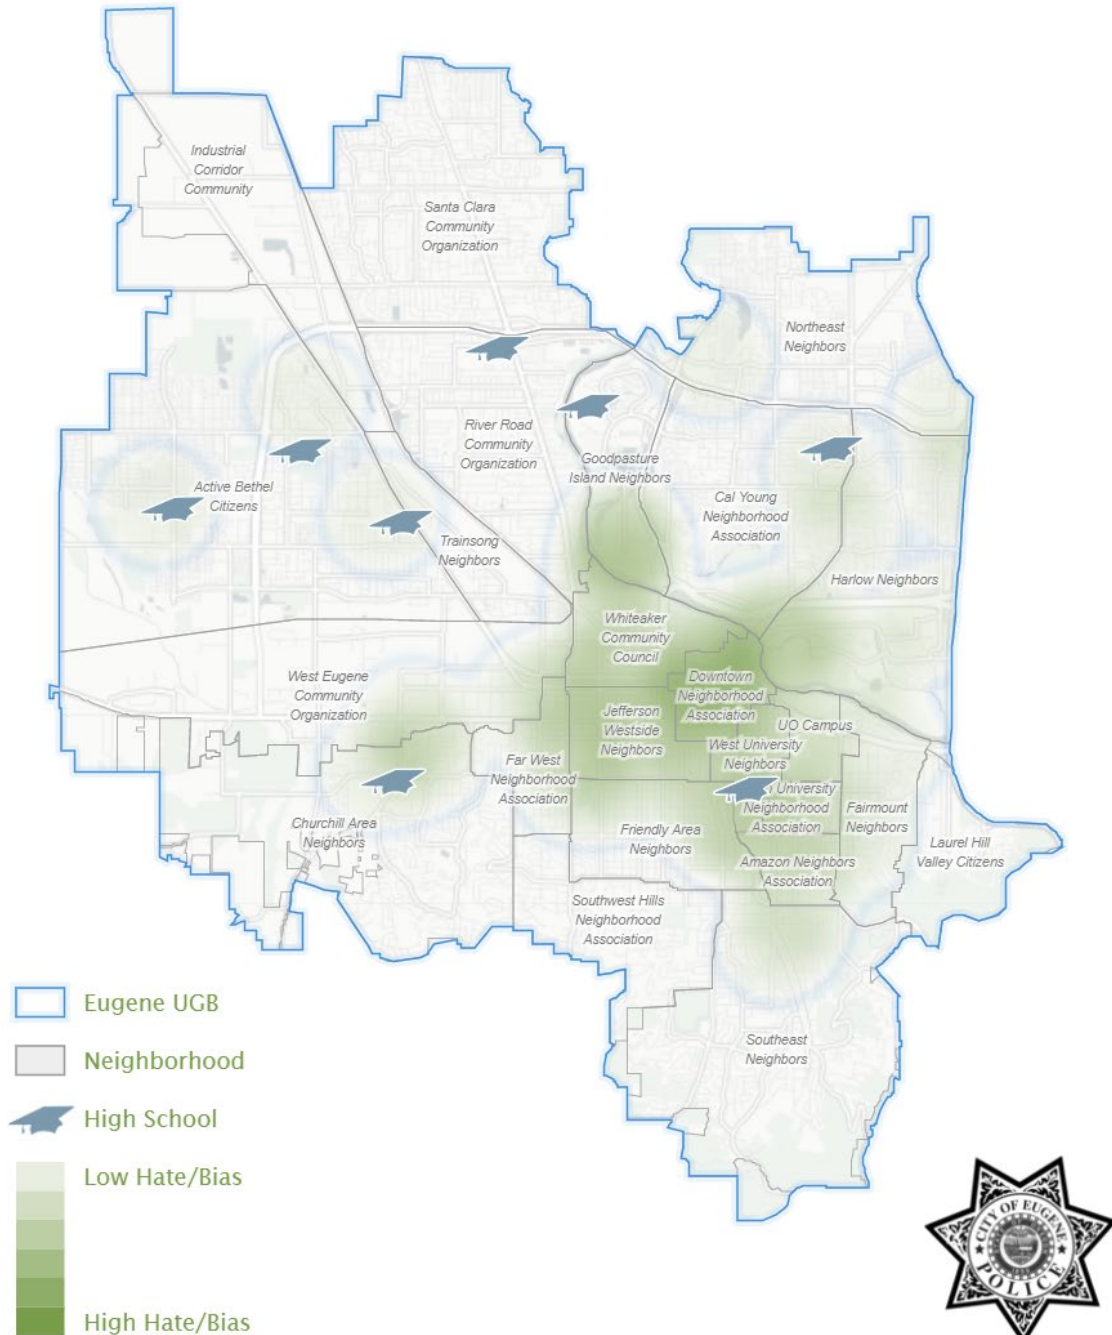 Industrial
Corridor
Community
Santa Clara
Community
Organization
Northeast
Neighbors
River Road
Community
Organization
Goodpasture
Island Neighbors
Active Bethel
Citizens
Cal Young
Neighborhood
Association
Trainsong
Neighbors
Harlow Neighbors
Whiteaker
Community
Council
West Eugene
Community
Organization
Downtown
Neighborhood
Association
Jefferson
Westside
Neighbors
UO Campus
West University
Neighbors
Far West
Neighborhood
Association
University
Neighborhood
Association
Fairmount
Neighbors
Churchill Area
Neighbors
Friendly Area
Neighbors
Laurel Hill
Valley Citizens
Amazon Neighbors
Association
Southwest Hills
Neighborhood
Association
Southeast
Neighbors
Eugene UGB
Neighborhood
High School
Low Hate/Bias
High Hate/Bias
CITY OF EUGENE
POLICE